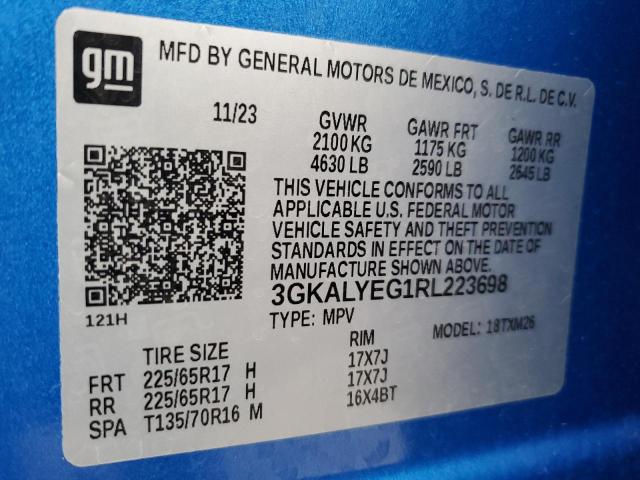 gm
MFD BY GENERAL MOTORS DE MEXICO, S. DE R.L. DE C.V.
11/23 GVWR GAWR FRT GAWR RR
2100 KG 1175 KG 1200 KG
4630 LB 2590 LB 2645 LB
THIS VEHICLE CONFORMS TO ALL
APPLICABLE U.S. FEDERAL MOTOR
VEHICLE SAFETY AND THEFT PREVENTION
STANDARDS IN EFFECT ON THE DATE OF
MANUFACTURE SHOWN ABOVE.
3GKALYEG1RL223698
121H TYPE: MPV MODEL: 18TXM26
TIRE SIZE RIM
FRT 225/65R17 H 17X7J
RR 225/65R17 H 17X7J
SPA T135/70R16 M 16X4BT